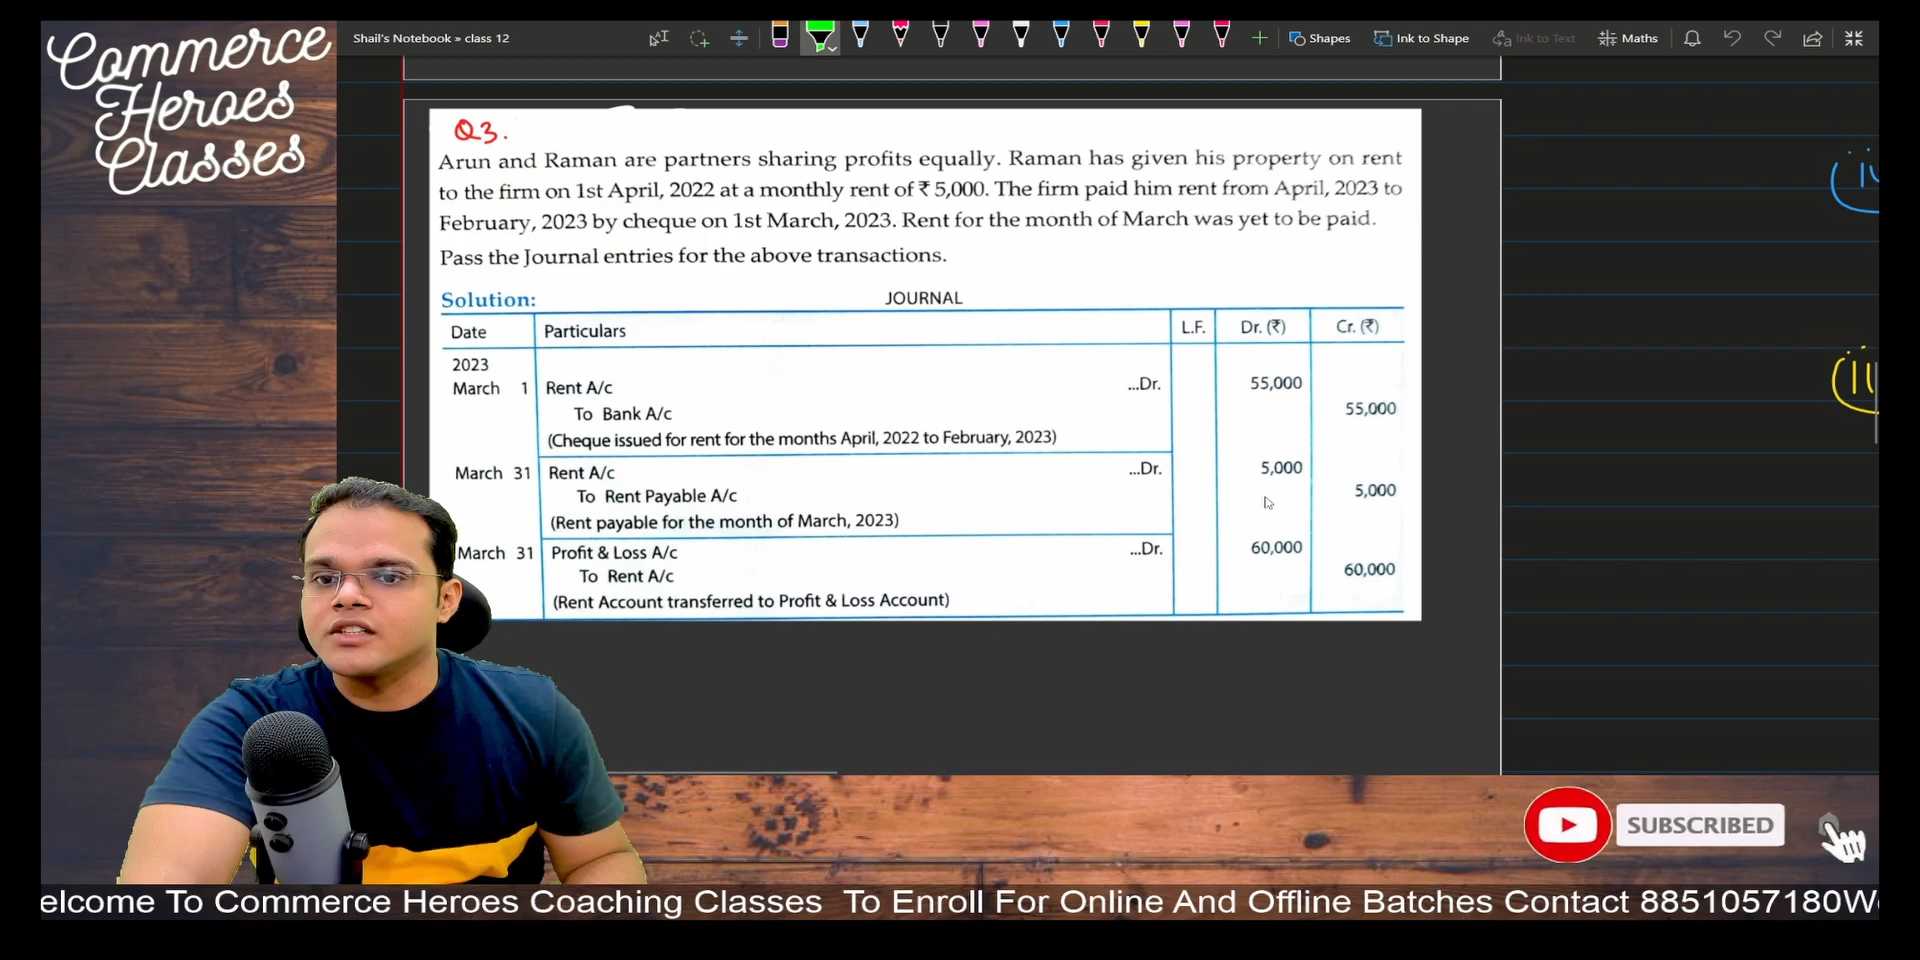 Commerce
Heroes
Classes
Shail's Notebook » class 12
Shapes
Ink to Shape
Ink to Text
Maths
Q3.
Arun and Raman are partners sharing profits equally. Raman has given his property on rent
to the firm on 1st April, 2022 at a monthly rent of ₹ 5,000. The firm paid him rent from April, 2023 to
February, 2023 by cheque on 1st March, 2023. Rent for the month of March was yet to be paid.
Pass the Journal entries for the above transactions.
Solution: JOURNAL
Date Particulars L.F. Dr. (₹) Cr. (₹)
2023
March 1 Rent A/c ...Dr. 55,000
To Bank A/c 55,000
(Cheque issued for rent for the months April, 2022 to February, 2023)
March 31 Rent A/c ...Dr. 5,000
To Rent Payable A/c 5,000
(Rent payable for the month of March, 2023)
March 31 Profit & Loss A/c ...Dr. 60,000
To Rent A/c 60,000
(Rent Account transferred to Profit & Loss Account)
SUBSCRIBED
elcome To Commerce Heroes Coaching Classes To Enroll For Online And Offline Batches Contact 8851057180W